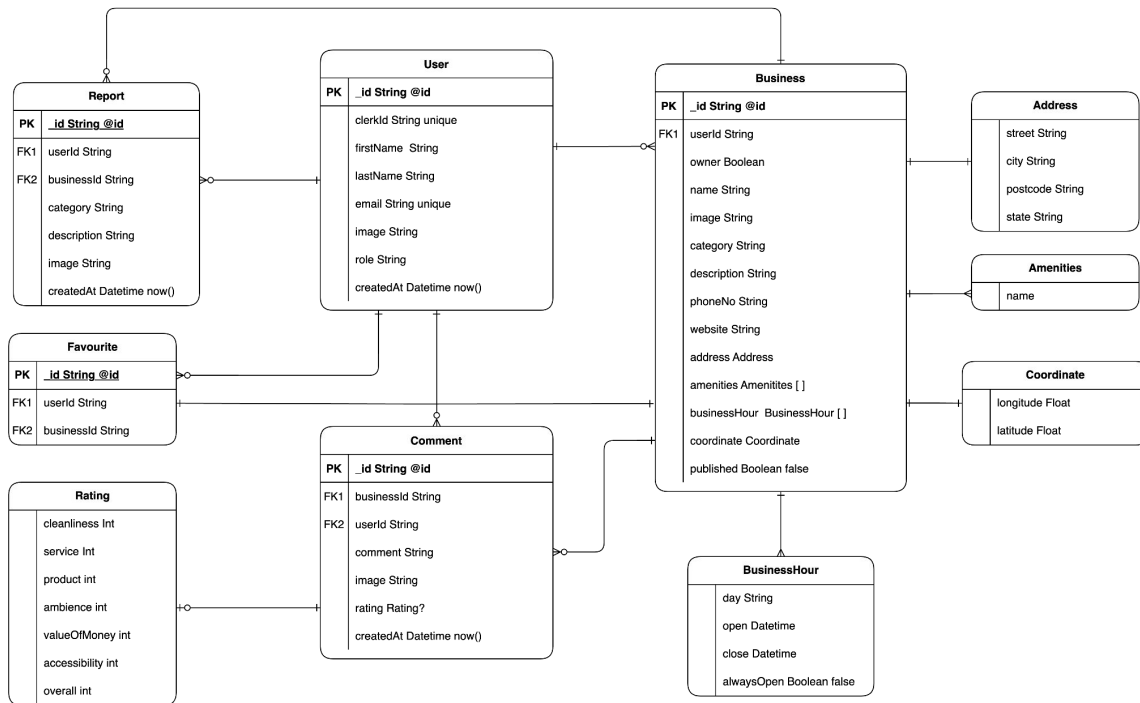 Report
PK _id String @id
FK1 userId String
FK2 businessId String
category String
description String
image String
createdAt Datetime now()
User
PK _id String @id
clerkId String unique
firstName String
lastName String
email String unique
image String
role String
createdAt Datetime now()
Business
PK _id String @id
FK1 userId String
owner Boolean
name String
image String
category String
description String
phoneNo String
website String
address Address
amenities Amenitites [ ]
businessHour BusinessHour [ ]
coordinate Coordinate
published Boolean false
Address
street String
city String
postcode String
state String
Amenities
name
Favourite
PK _id String @id
FK1 userId String
FK2 businessId String
Coordinate
longitude Float
latitude Float
Comment
PK _id String @id
FK1 businessId String
FK2 userId String
comment String
image String
rating Rating?
createdAt Datetime now()
Rating
cleanliness Int
service Int
product int
ambience int
valueOfMoney int
accessibility int
overall int
BusinessHour
day String
open Datetime
close Datetime
alwaysOpen Boolean false